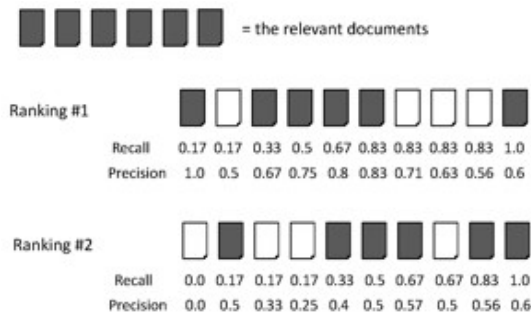 = the relevant documents
Ranking #1
Recall 0.17 0.17 0.33 0.5 0.67 0.83 0.83 0.83 0.83 1.0
Precision 1.0 0.5 0.67 0.75 0.8 0.83 0.71 0.63 0.56 0.6
Ranking #2
Recall 0.0 0.17 0.17 0.17 0.33 0.5 0.67 0.67 0.83 1.0
Precision 0.0 0.5 0.33 0.25 0.4 0.5 0.57 0.5 0.56 0.6